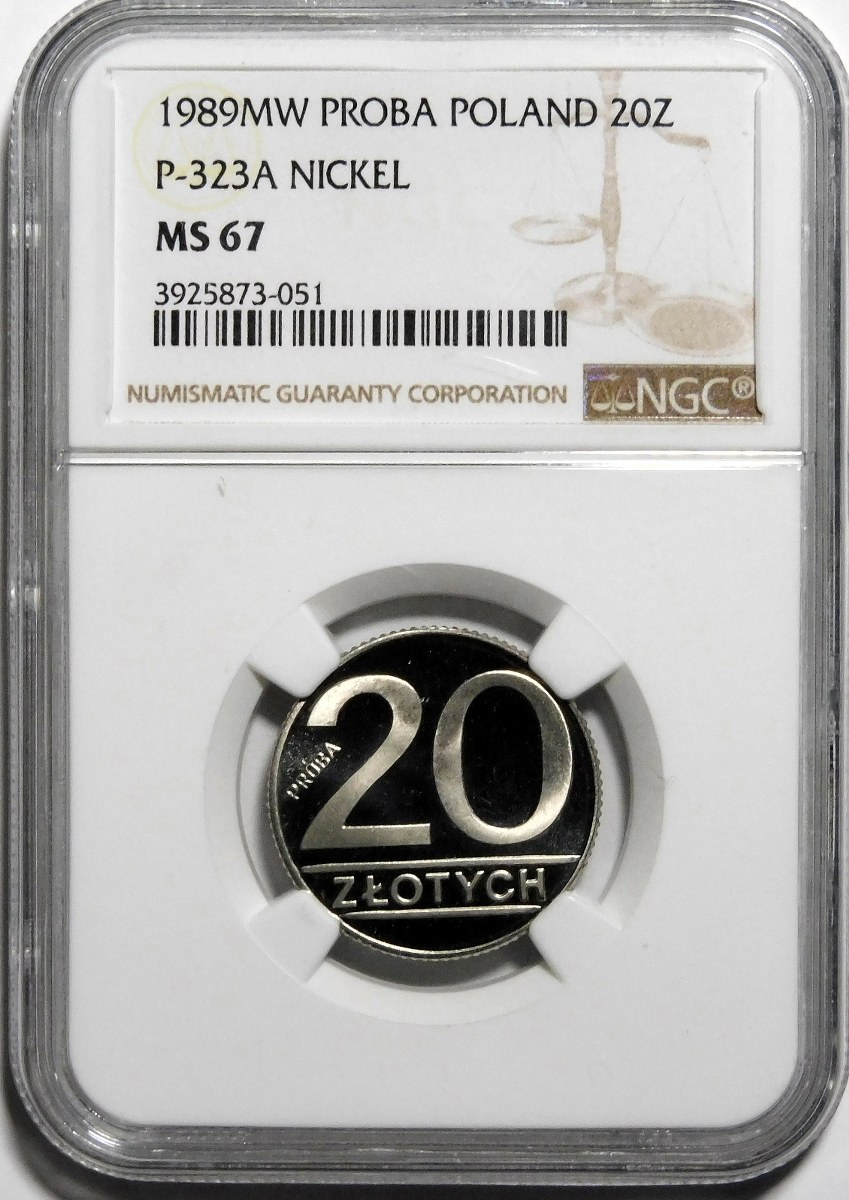 1989MW PROBA POLAND 20Z
P-323A NICKEL
MS 67
3925873-051
NUMISMATIC GUARANTY CORPORATION
NGC®
20
PRÓBA
ZŁOTYCH